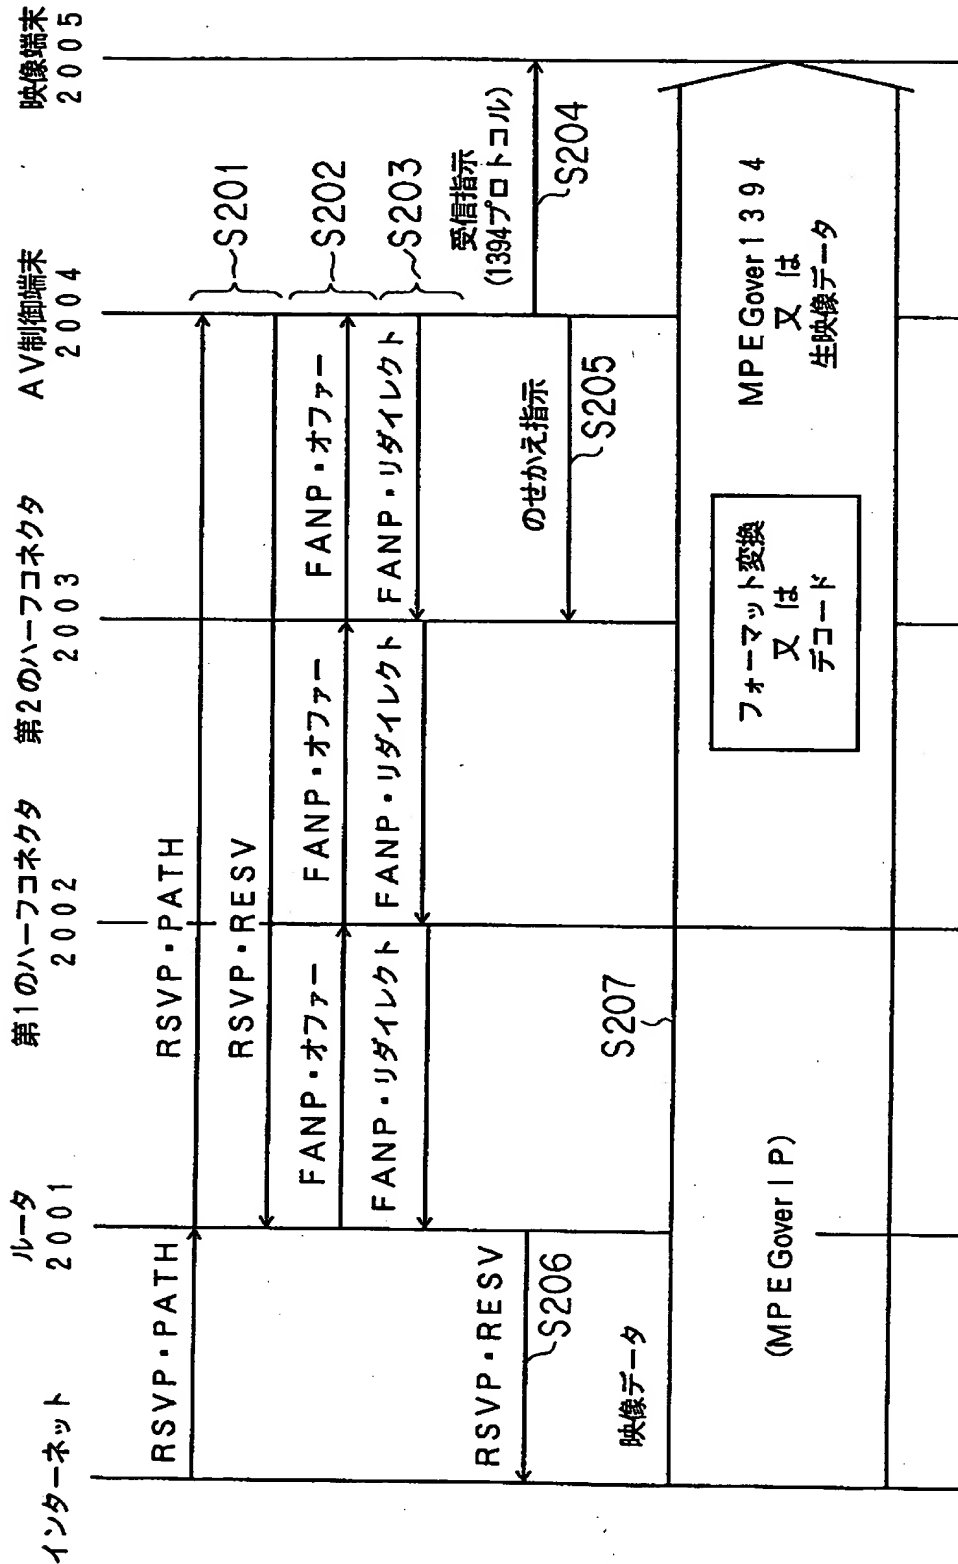 インターネット
ルータ
2001
第1のハーフコネクタ
2002
第2のハーフコネクタ
2003
AV制御端末
2004
映像端末
2005
RSVP・PATH
RSVP・PATH
RSVP・RESV
S201
FANP・オファー
FANP・オファー
FANP・オファー
S202
FANP・リダイレクト
FANP・リダイレクト
FANP・リダイレクト
S203
受信指示
(1394プロトコル)
S204
のせかえ指示
S205
RSVP・RESV
S206
映像データ
S207
(MPEGoverIP)
フォーマット変換
又は
デコード
MPEGover1394
又は
生映像データ